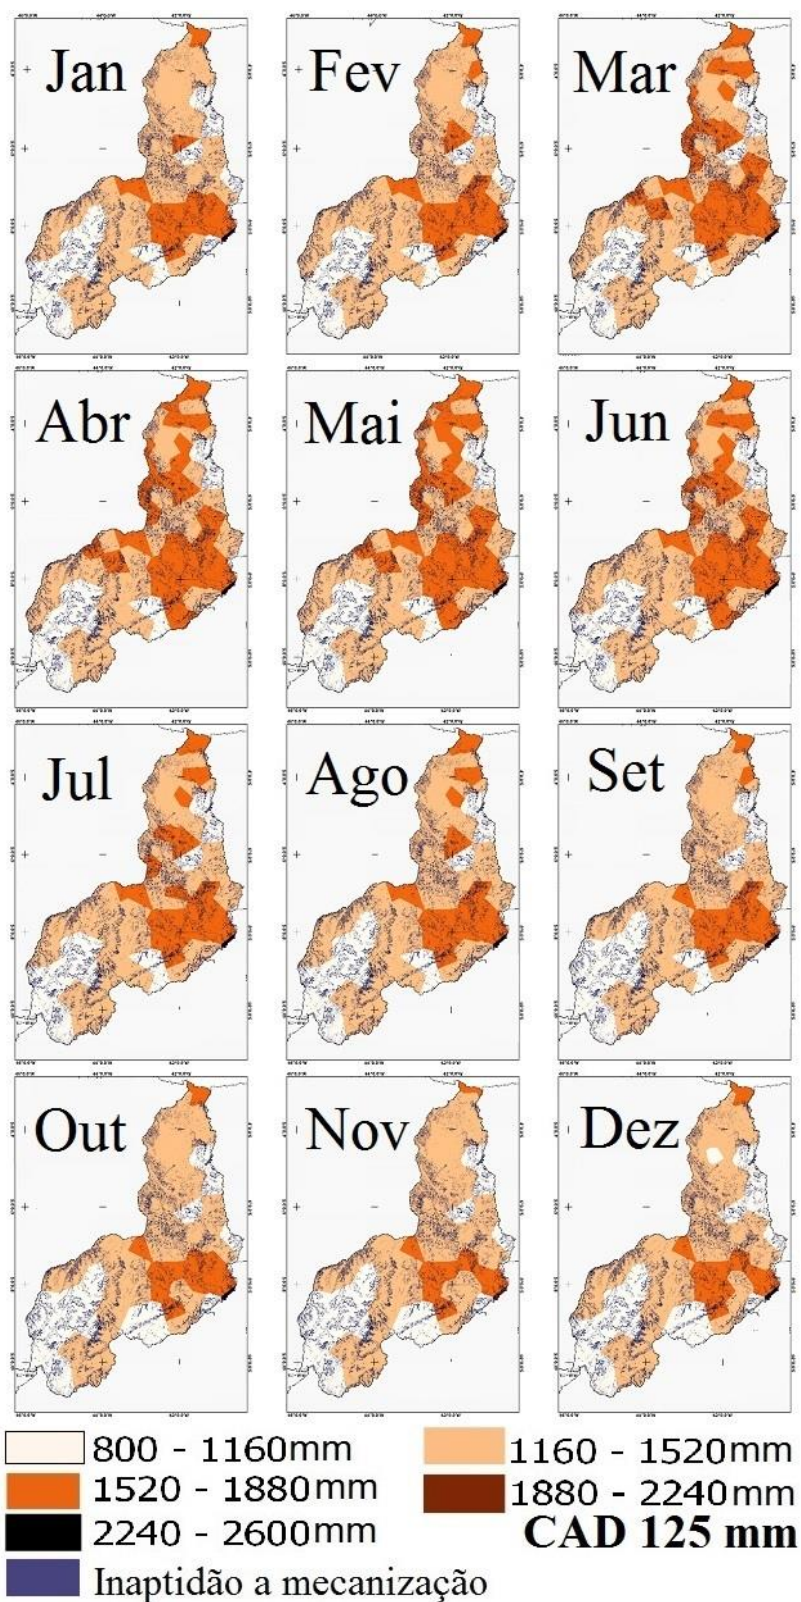 Jan
Fev
Mar
Abr
Mai
Jun
Jul
Ago
Set
Out
Nov
Dez
800 - 1160mm
1160 - 1520mm
1520 - 1880mm
1880 - 2240mm
2240 - 2600mm
CAD 125 mm
Inaptidão a mecanização